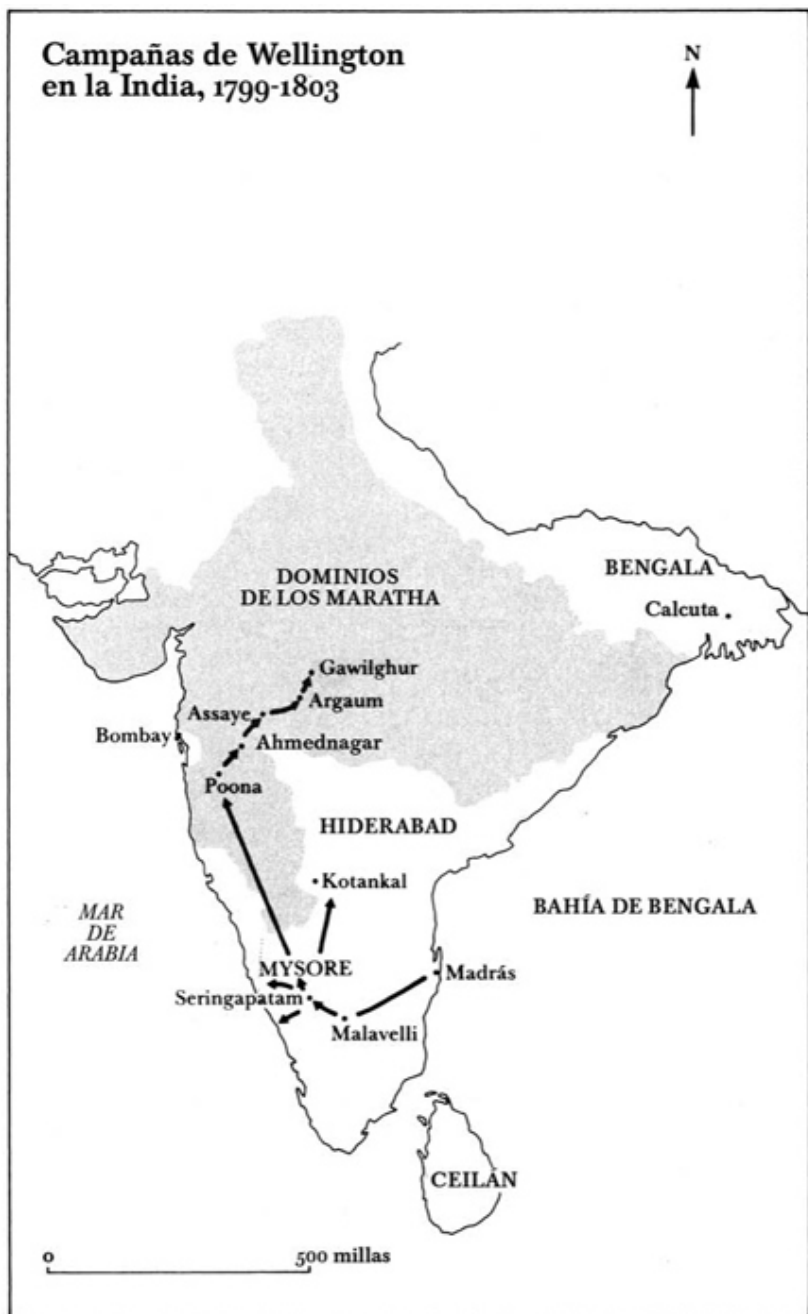 Campañas de Wellington
en la India, 1799-1803
N
DOMINIOS
DE LOS MARATHA
BENGALA
Calcuta
Gawilghur
Argaum
Assaye
Bombay
Ahmednagar
Poona
HIDERABAD
Kotankal
BAHÍA DE BENGALA
MAR
DE
ARABIA
MYSORE
Madrás
Seringapatam
Malavelli
CEILÁN
0 500 millas